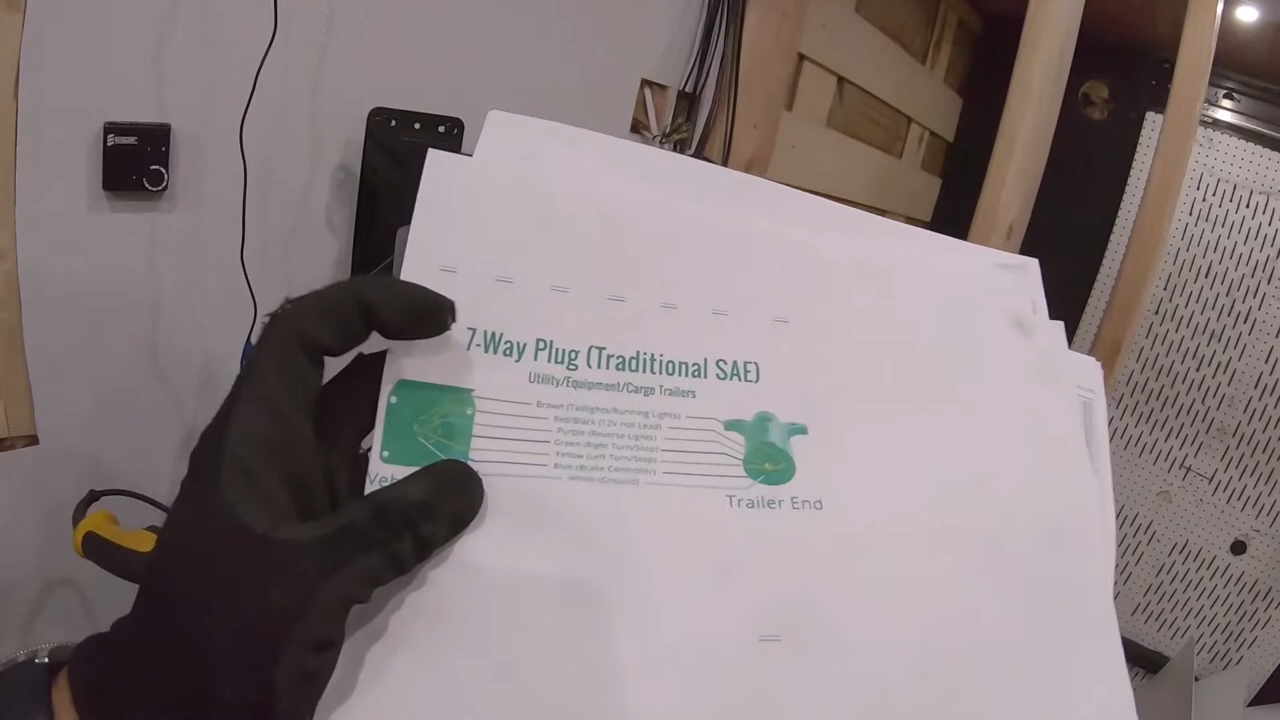 7-Way Plug (Traditional SAE)
Utility/Equipment/Cargo Trailers
Brown (Taillights/Running Lights)
Red/Black (12V Hot Lead)
Purple (Reverse Lights)
Green (Right Turn/Stop)
Yellow (Left Turn/Stop)
Blue (Brake Controller)
White (Ground)
Trailer End